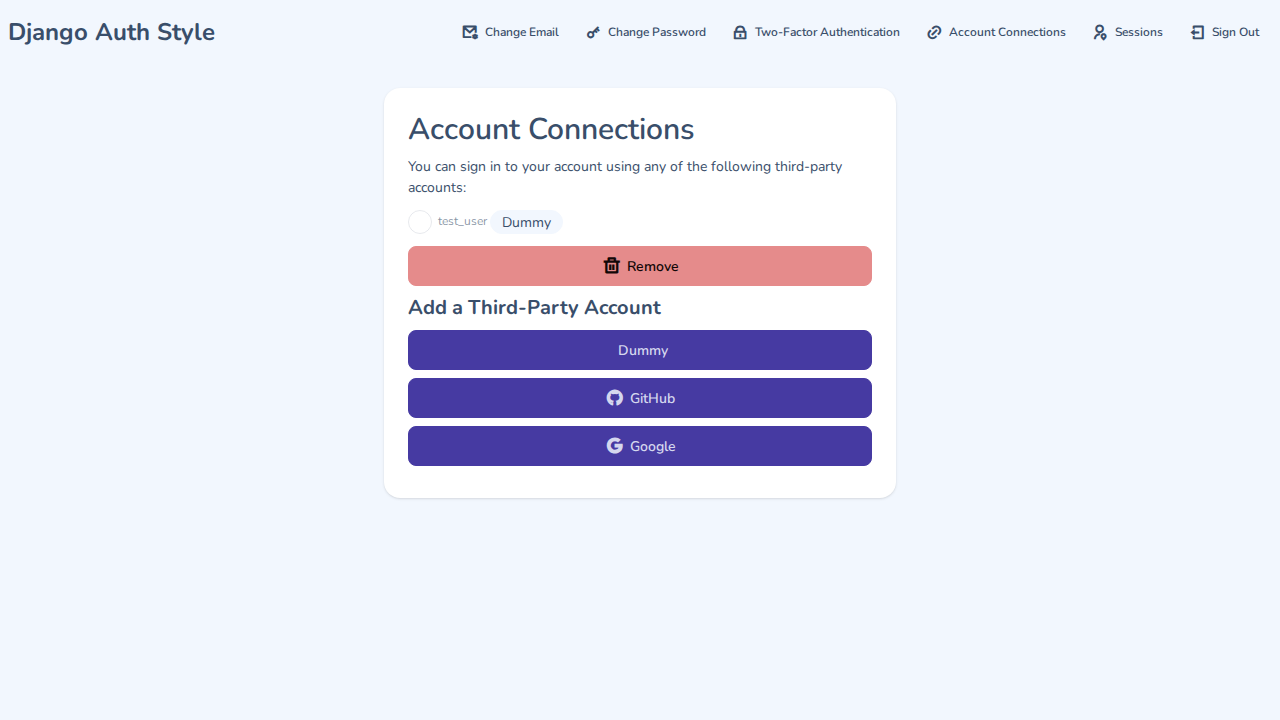 Django Auth Style
Change Email
Change Password
Two-Factor Authentication
Account Connections
Sessions
Sign Out
Account Connections
You can sign in to your account using any of the following third-party
accounts:
test_user Dummy
Remove
Add a Third-Party Account
Dummy
GitHub
Google